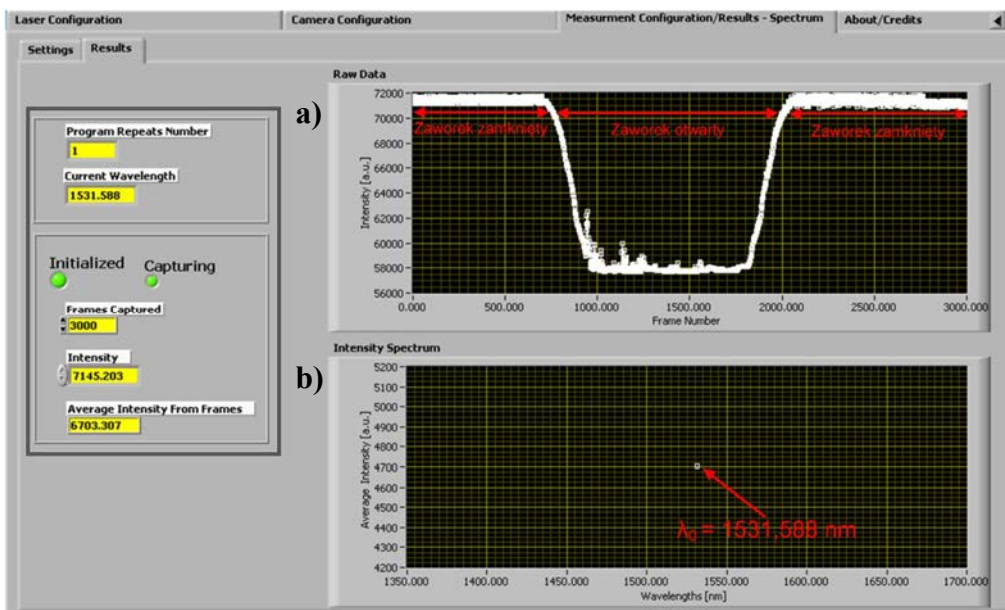 Laser Configuration
Camera Configuration
Measurment Configuration/Results - Spectrum
About/Credits
Settings
Results
Program Repeats Number
1
Current Wavelength
1531.588
Initialized
Capturing
Frames Captured
3000
Intensity
7145.203
Average Intensity From Frames
6703.307
a)
Raw Data
72000
70000
68000
66000
64000
62000
60000
58000
56000
Intensity [a.u.]
Zaworek zamknięty
Zaworek otwarty
Zaworek zamknięty
0.000 500.000 1000.000 1500.000 2000.000 2500.000 3000.000
Frame Number
b)
Intensity Spectrum
5200
5100
5000
4900
4800
4700
4600
4500
4400
4300
4200
Average Intensity [a.u.]
λ0 = 1531,588 nm
1350.000 1400.000 1450.000 1500.000 1550.000 1600.000 1650.000 1700.000
Wavelengths [nm]